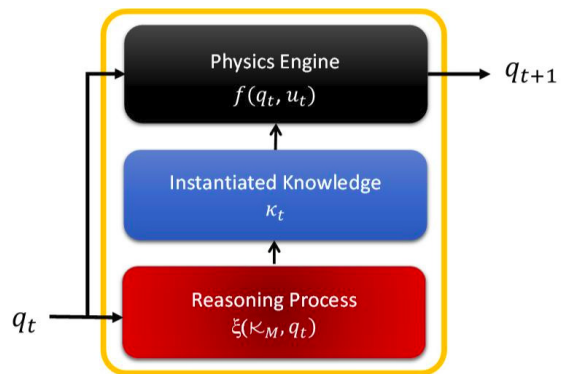 Physics Engine
f(q_t, u_t)
q_{t+1}
Instantiated Knowledge
κ_t
Reasoning Process
ξ(K_M, q_t)
q_t